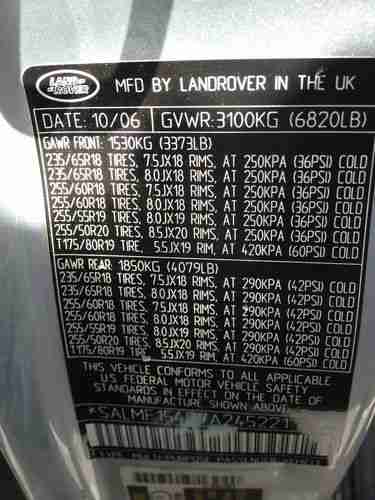 LAND ROVER
MFD BY LANDROVER IN THE UK
DATE: 10/06 GVWR: 3100KG (6820LB)
GAWR FRONT: 1530KG (3373LB)
235/65R18 TIRES, 7.5JX18 RIMS, AT 250KPA (36PSI) COLD
235/65R18 TIRES, 8.0JX18 RIMS, AT 250KPA (36PSI) COLD
255/60R18 TIRES, 7.5JX18 RIMS, AT 250KPA (36PSI) COLD
255/60R18 TIRES, 8.0JX18 RIMS, AT 250KPA (36PSI) COLD
255/55R19 TIRES, 8.0JX19 RIMS, AT 250KPA (36PSI) COLD
255/50R20 TIRES, 8.5JX20 RIMS, AT 250KPA (36PSI) COLD
T175/80R19 TIRE, 5.5JX19 RIM, AT 420KPA (60PSI) COLD
GAWR REAR: 1850KG (4079LB)
235/65R18 TIRES, 7.5JX18 RIMS, AT 290KPA (42PSI) COLD
235/65R18 TIRES, 8.0JX18 RIMS, AT 290KPA (42PSI) COLD
255/60R18 TIRES, 7.5JX18 RIMS, AT 290KPA (42PSI) COLD
255/60R18 TIRES, 8.0JX18 RIMS, AT 290KPA (42PSI) COLD
255/55R19 TIRES, 8.0JX19 RIMS, AT 290KPA (42PSI) COLD
255/50R20 TIRES, 8.5JX20 RIMS, AT 290KPA (42PSI) COLD
T175/80R19 TIRE, 5.5JX19 RIM, AT 420KPA (60PSI) COLD
THIS VEHICLE CONFORMS TO ALL APPLICABLE
U.S. FEDERAL MOTOR VEHICLE
MANUFACTURE SHOWN ABOVE